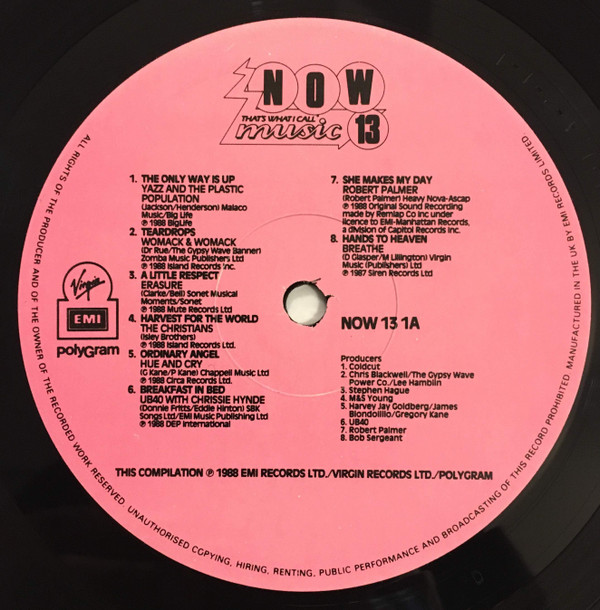 NOW
THAT'S WHAT I CALL
music 13
1. THE ONLY WAY IS UP
YAZZ AND THE PLASTIC
POPULATION
(Jackson/Henderson) Malaco
Music/Big Life
℗ 1988 BigLife
2. TEARDROPS
WOMACK & WOMACK
(Dr Rue/The Gypsy Wave Banner)
Zomba Music Publishers Ltd
℗ 1988 Island Records Inc.
3. A LITTLE RESPECT
ERASURE
(Clarke/Bell) Sonet Musical
Moments/Sonet
℗ 1988 Mute Records Ltd
4. HARVEST FOR THE WORLD
THE CHRISTIANS
(Isley Brothers)
℗ 1988 Island Records Ltd.
5. ORDINARY ANGEL
HUE AND CRY
(G Kane/P Kane) Chappell Music Ltd
℗ 1988 Circa Records Ltd.
6. BREAKFAST IN BED
UB40 WITH CHRISSIE HYNDE
(Donnie Fritts/Eddie Hinton) SBK
Songs Ltd/EMI Music Publishing Ltd
℗ 1988 DEP International
7. SHE MAKES MY DAY
ROBERT PALMER
(Robert Palmer) Heavy Nova-Ascap
℗ 1988 Original Sound Recording
made by Remlap Co inc under
licence to EMI-Manhattan Records,
a division of Capitol Records Inc.
8. HANDS TO HEAVEN
BREATHE
(D Glasper/M Lillington) Virgin
Music (Publishers) Ltd
℗ 1987 Siren Records Ltd
Virgin
EMI
polyGram
NOW 13 1A
Producers
1. Coldcut
2. Chris Blackwell/The Gypsy Wave
Power Co./Lee Hamblin
3. Stephen Hague
4. M&S Young
5. Harvey Jay Goldberg/James
Biondolillo/Gregory Kane
6. UB40
7. Robert Palmer
8. Bob Sergeant
THIS COMPILATION ℗ 1988 EMI RECORDS LTD./VIRGIN RECORDS LTD./POLYGRAM
ALL RIGHTS OF THE PRODUCER AND OF THE OWNER OF THE RECORDED WORK RESERVED. UNAUTHORISED COPYING, HIRING, RENTING, PUBLIC PERFORMANCE AND BROADCASTING OF THIS RECORD PROHIBITED. MANUFACTURED IN THE UK BY EMI RECORDS LIMITED